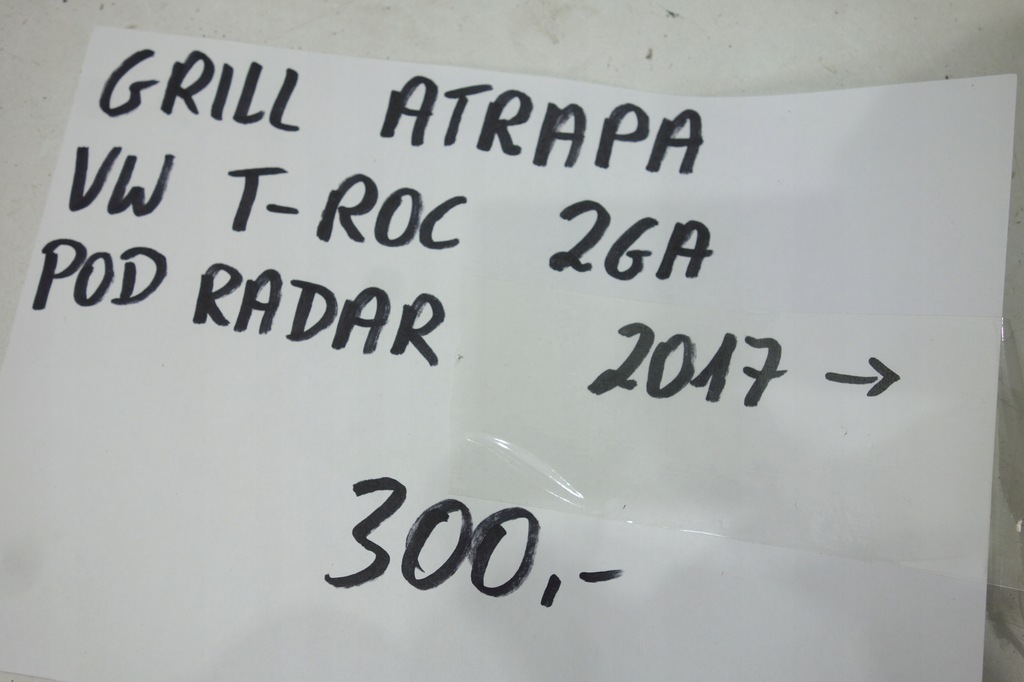 GRILL ATRAPA
VW T-ROC 2GA
POD RADAR
2017 →
300,-